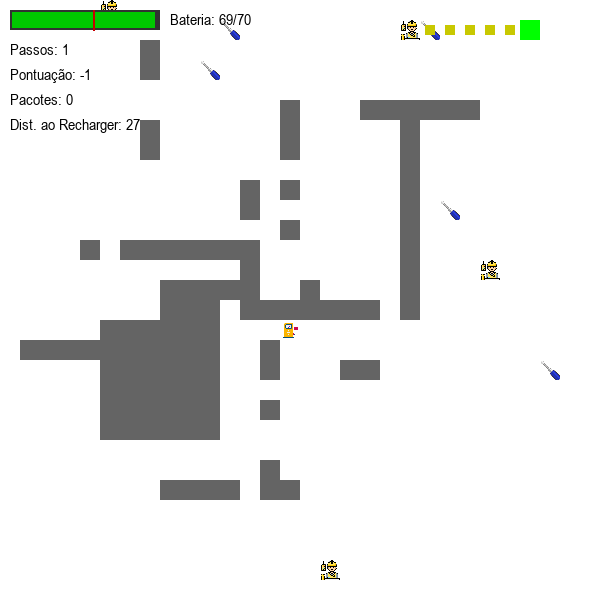 Bateria: 69/70
Passos: 1
Pontuação: -1
Pacotes: 0
Dist. ao Recharger: 27